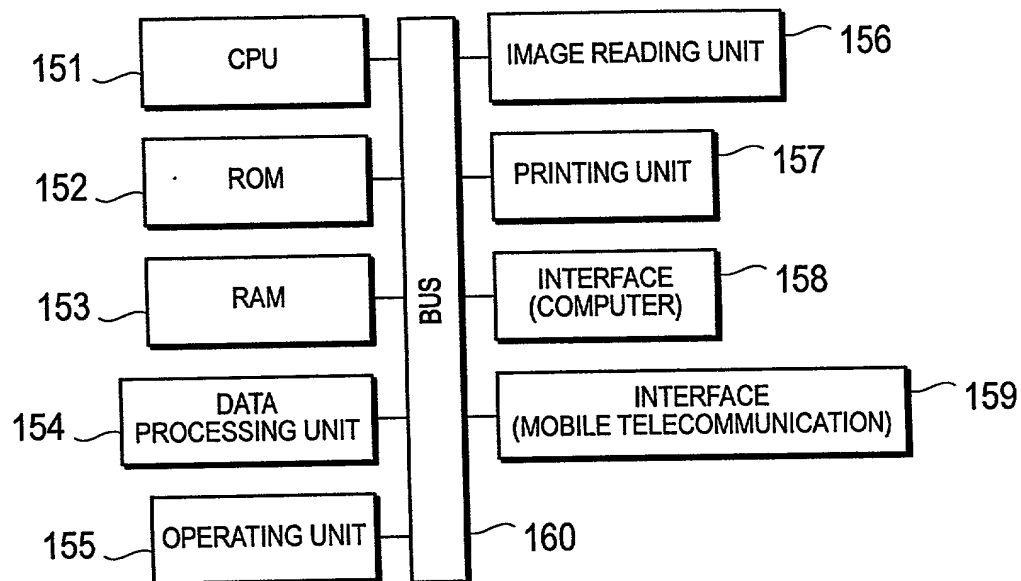 151
CPU
152
ROM
153
RAM
154
DATA
PROCESSING UNIT
155
OPERATING UNIT
BUS
160
IMAGE READING UNIT
156
PRINTING UNIT
157
INTERFACE
(COMPUTER)
158
INTERFACE
(MOBILE TELECOMMUNICATION)
159